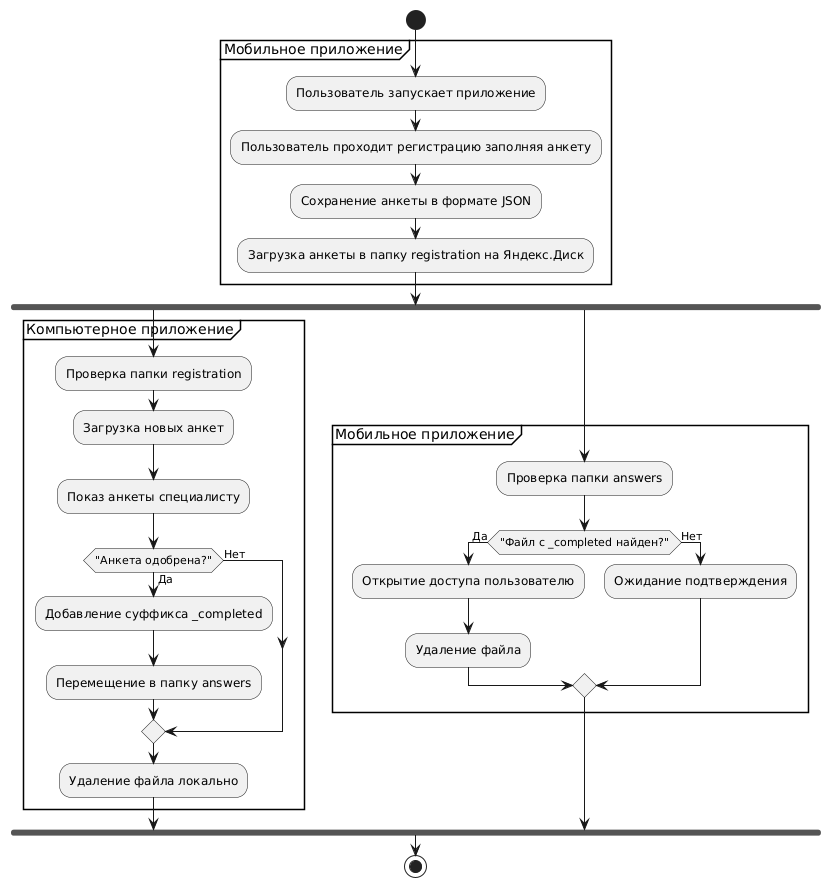 Мобильное приложение
Пользователь запускает приложение
Пользователь проходит регистрацию заполняя анкету
Сохранение анкеты в формате JSON
Загрузка анкеты в папку registration на Яндекс.Диск
Компьютерное приложение
Проверка папки registration
Загрузка новых анкет
Показ анкеты специалисту
"Анкета одобрена?"
Нет
Да
Добавление суффикса _completed
Перемещение в папку answers
Удаление файла локально
Мобильное приложение
Проверка папки answers
Да
"Файл с _completed найден?"
Нет
Открытие доступа пользователю
Ожидание подтверждения
Удаление файла